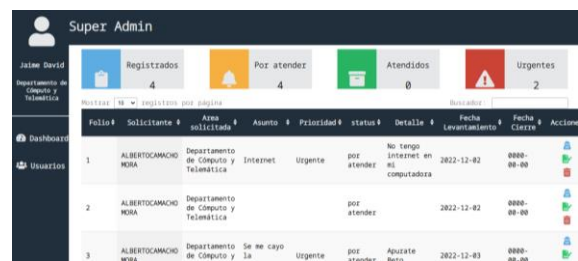 Super Admin
Jaime David
Departamento de
Cómputo y
Telemática
Dashboard
Usuarios
Registrados
4
Por atender
4
Atendidos
0
Urgentes
2
Mostrar 10 registros por página
Buscador:
Folio Solicitante Area solicitada Asunto Prioridad status Detalle Fecha Levantamiento Fecha Cierre Accione
1 ALBERTOCAMACHO MORA Departamento de Cómputo y Telemática Internet Urgente por atender No tengo internet en mi computadora 2022-12-02 0000-00-00
2 ALBERTOCAMACHO MORA Departamento de Cómputo y Telemática por atender 2022-12-02 0000-00-00
3 ALBERTOCAMACHO MORA Departamento de Cómputo y Se me cayo la Urgente por atender Apurate Beto 2022-12-03 0000-00-00